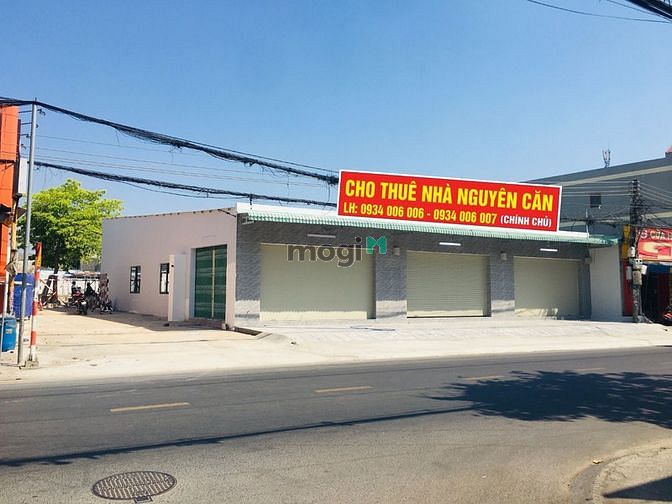 CHO THUÊ NHÀ NGUYÊN CĂN
LH: 0934 006 006 - 0934 006 007 (CHÍNH CHỦ)
mogi